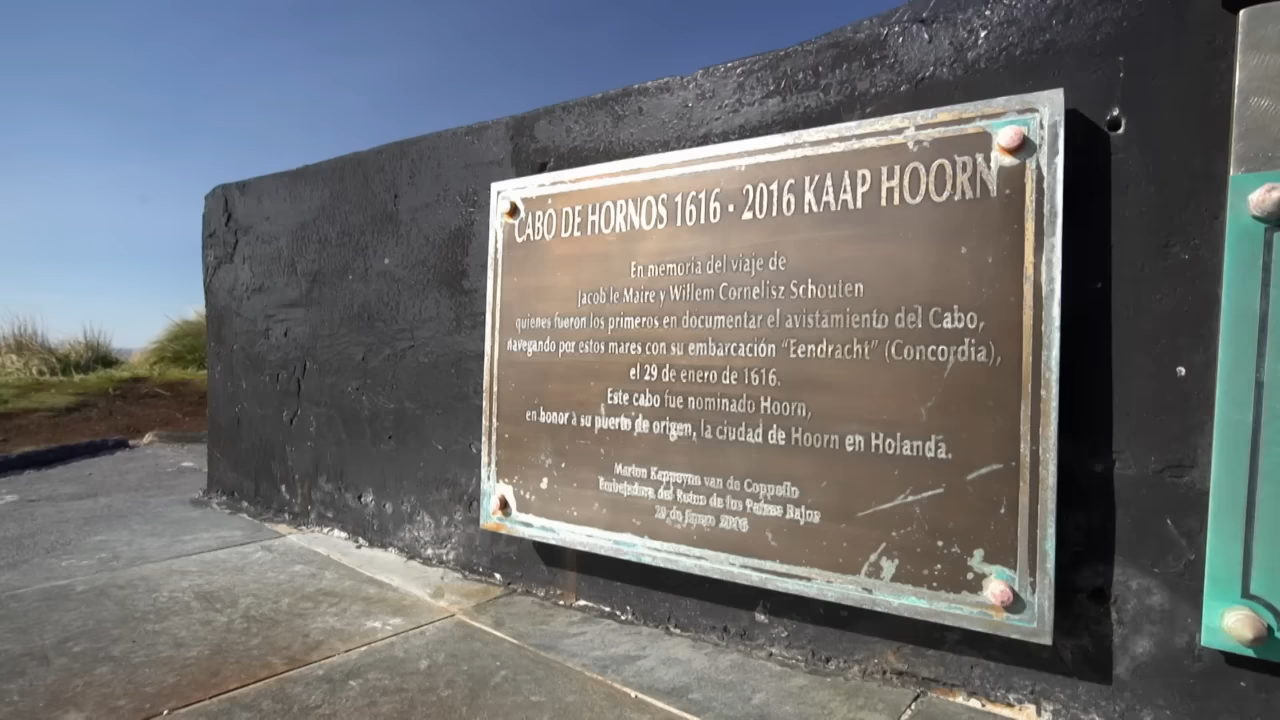 CABO DE HORNOS 1616 - 2016 KAAP HOORN
En memoria del viaje de
Jacob le Maire y Willem Cornelisz Schouten
quienes fueron los primeros en documentar el avistamiento del Cabo,
navegando por estos mares con su embarcación "Eendracht" (Concordia),
el 29 de enero de 1616.
Este cabo fue nominado Hoorn,
en honor a su puerto de origen, la ciudad de Hoorn en Holanda.
Marion Kappeyne van de Coppello
Embajadora del Reino de los Países Bajos
29 de enero 2016